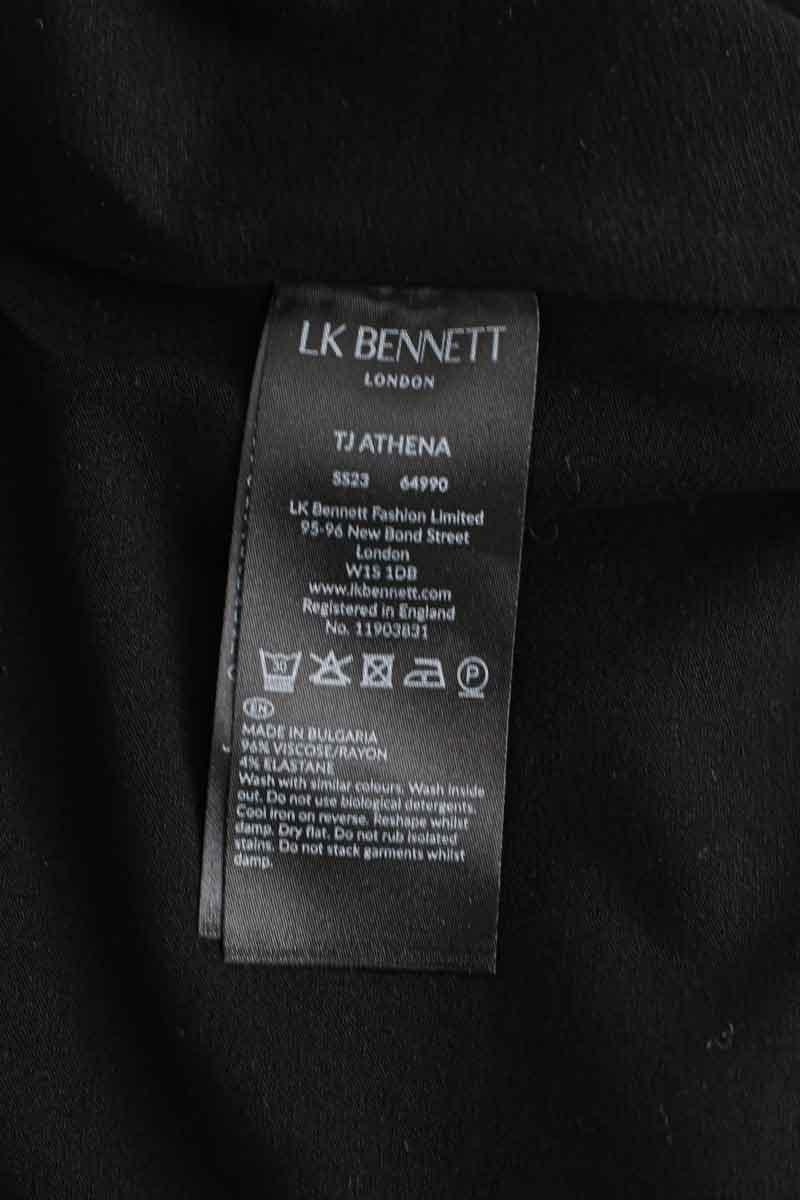 LK BENNETT
LONDON
TJ ATHENA
SS23 64990
LK Bennett Fashion Limited
95-96 New Bond Street
London
W1S 1DB
www.lkbennett.com
Registered in England
No. 11903831
30
P
EN
MADE IN BULGARIA
96% VISCOSE/RAYON
4% ELASTANE
Wash with similar colours. Wash inside
out. Do not use biological detergents.
Cool iron on reverse. Reshape whilst
damp. Dry flat. Do not rub isolated
stains. Do not stack garments whilst
damp.